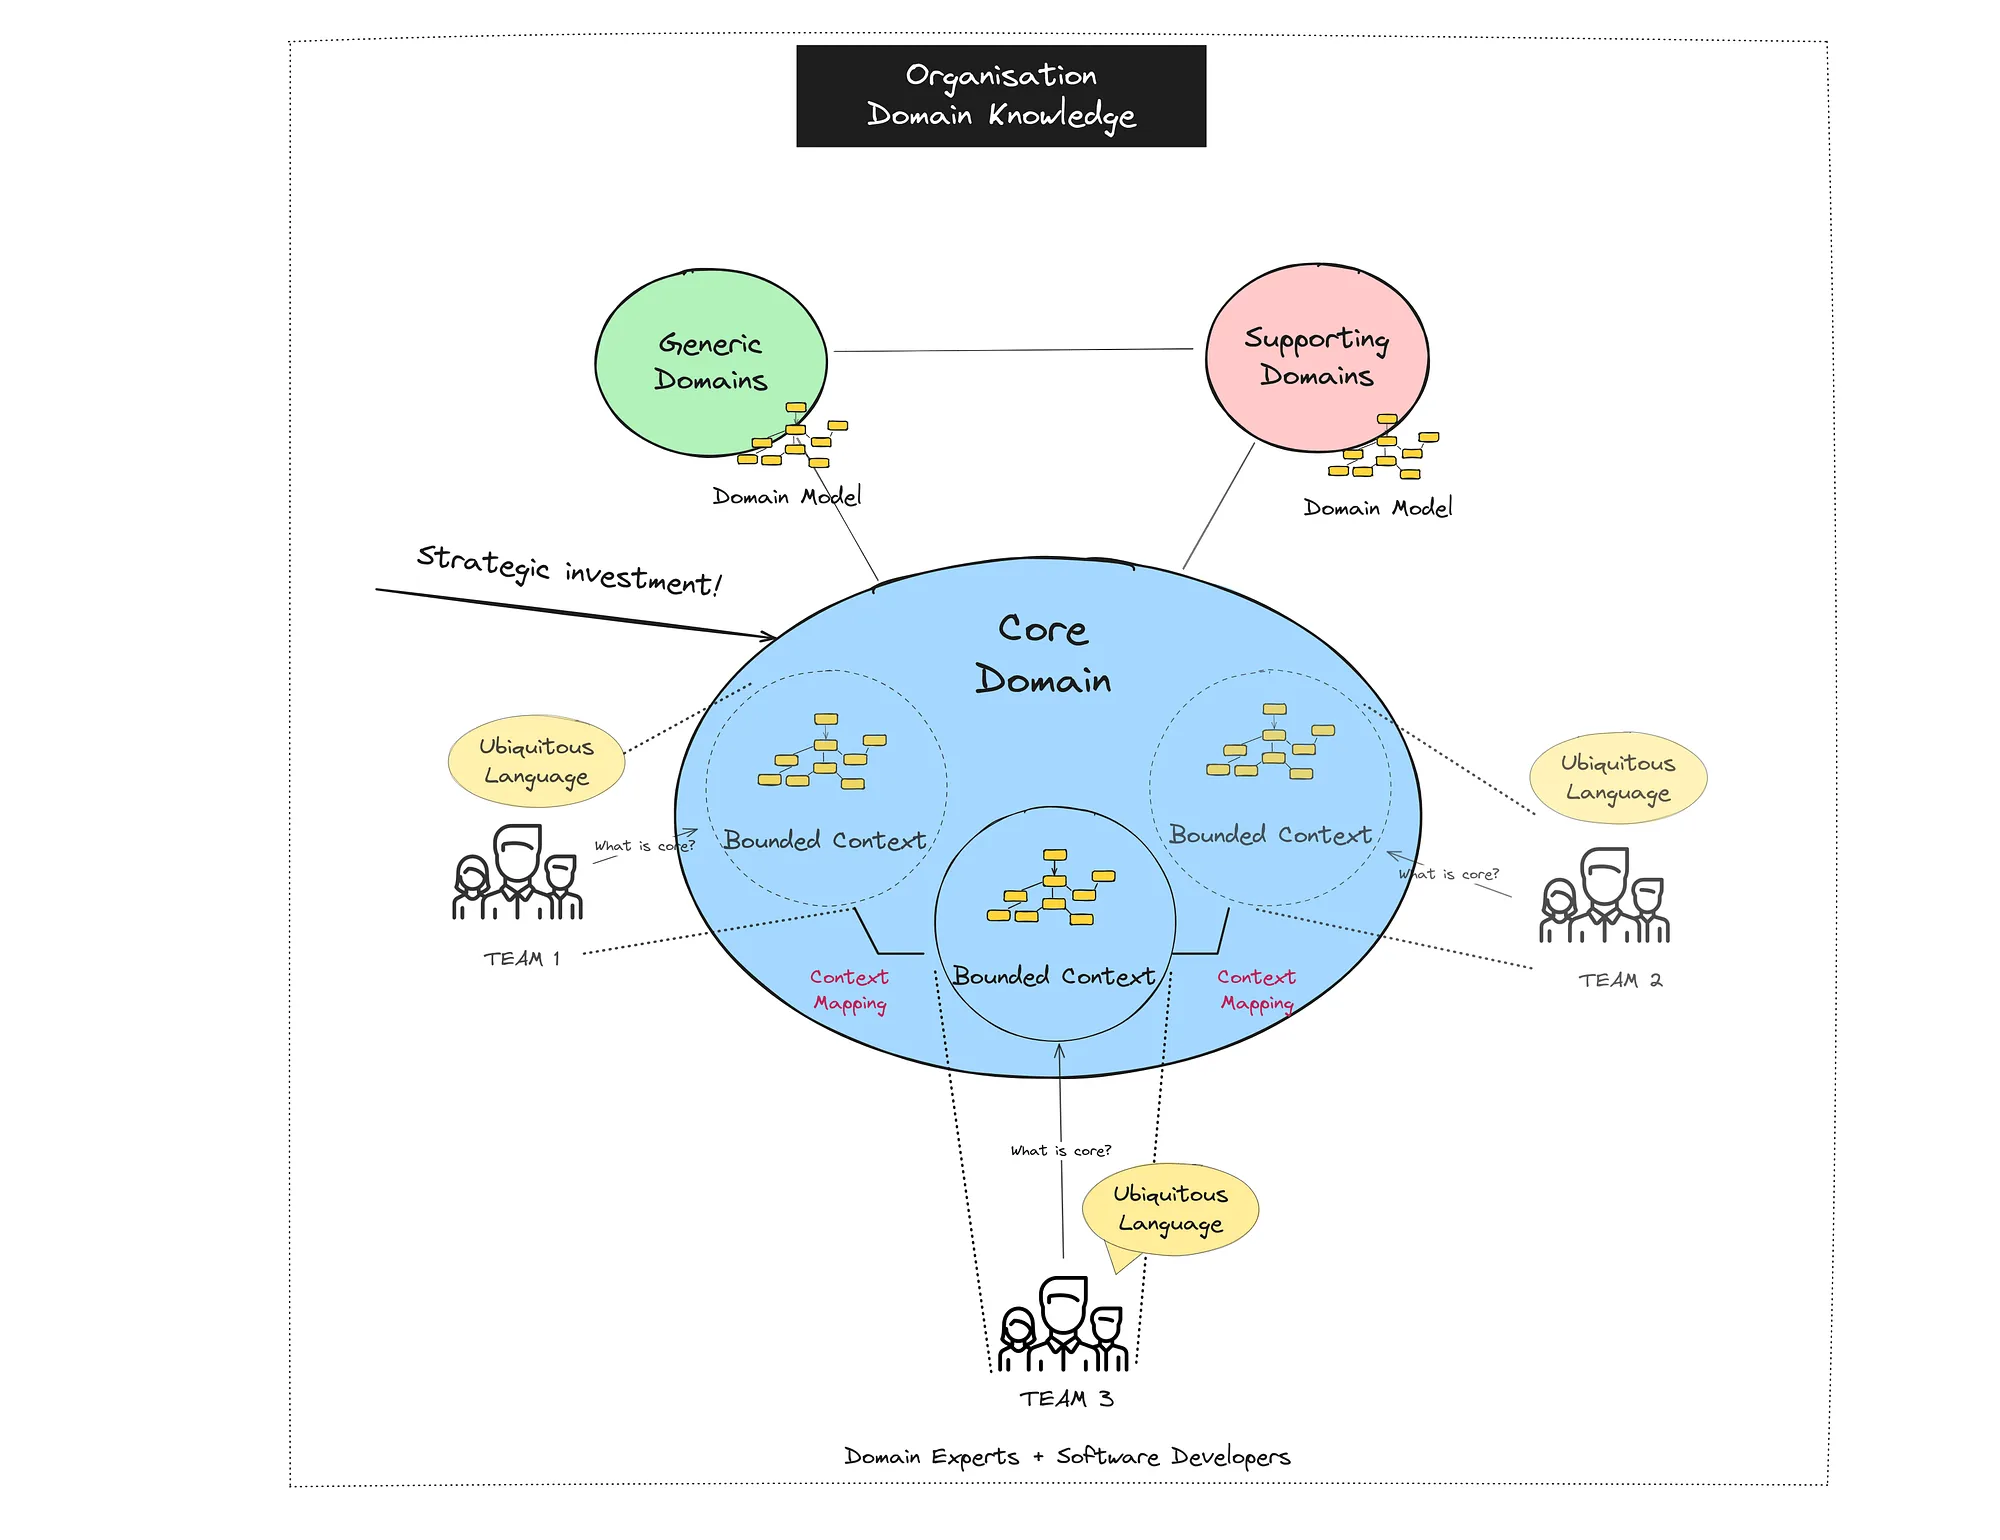 Organisation
Domain Knowledge
Generic
Domains
Supporting
Domains
Domain Model
Domain Model
Strategic investment!
Core
Domain
Ubiquitous
Language
Ubiquitous
Language
What is core?
Bounded Context
Bounded Context
What is core?
TEAM 1
TEAM 2
Bounded Context
Context
Mapping
Context
Mapping
What is core?
Ubiquitous
Language
TEAM 3
Domain Experts + Software Developers